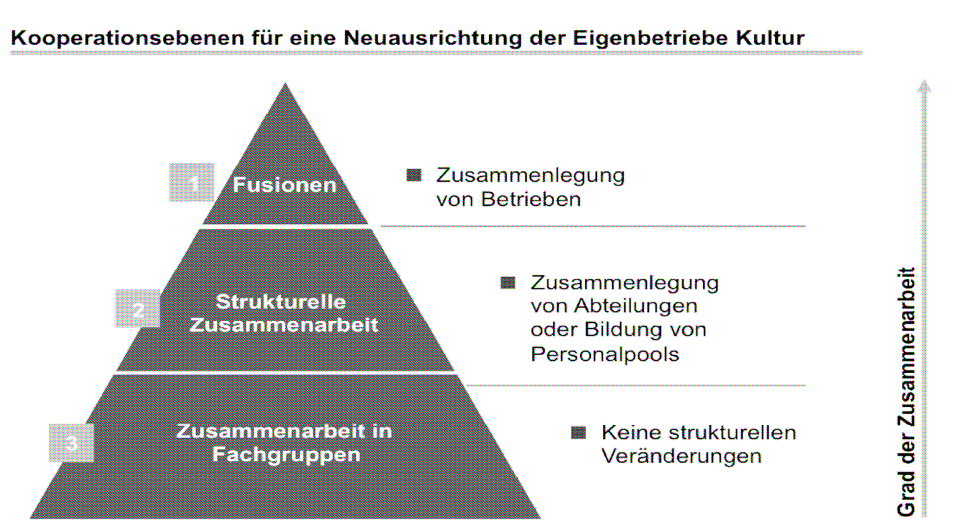 Kooperationsebenen für eine Neuausrichtung der Eigenbetriebe Kultur
1
Fusionen
Zusammenlegung
von Betrieben
2
Strukturelle
Zusammenarbeit
Zusammenlegung
von Abteilungen
oder Bildung von
Personalpools
3
Zusammenarbeit in
Fachgruppen
Keine strukturellen
Veränderungen
Grad der Zusammenarbeit